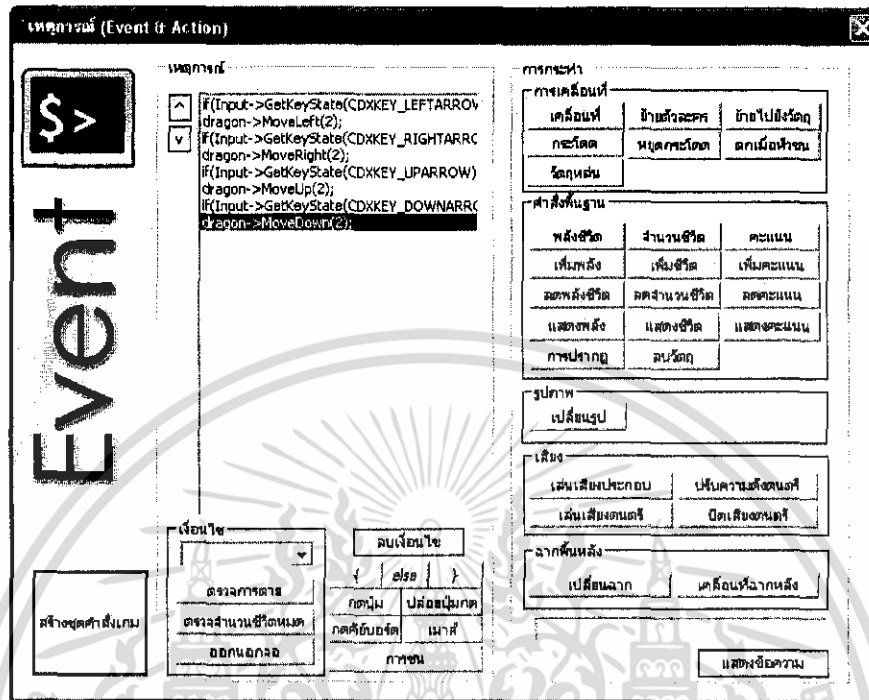 เหตุการณ์ (Event & Action)
$>
Event
สร้างชุดคำสั่งเกม
เหตุการณ์
if(Input->GetKeyState(CDXKEY_LEFTARROW
dragon->MoveLeft(2);
if(Input->GetKeyState(CDXKEY_RIGHTARRO
dragon->MoveRight(2);
if(Input->GetKeyState(CDXKEY_UPARROW)
dragon->MoveUp(2);
if(Input->GetKeyState(CDXKEY_DOWNARRO
dragon->MoveDown(2);
เงื่อนไข
ตรวจการตาย
ตรวจจำนวนชีวิตหมด
ออกนอกจอ
ลบเงื่อนไข
{ else }
กดปุ่ม ปล่อยปุ่มกด
กดคีย์บอร์ด เมาส์
การชน
การกระทำ
การเคลื่อนที่
เคลื่อนที่ ย้ายตัวละคร ย้ายไปยังวัตถุ
กระโดด หยุดกระโดด ตกเมื่อหัวชน
วัตถุหล่น
คำสั่งพื้นฐาน
พลังชีวิต จำนวนชีวิต คะแนน
เพิ่มพลัง เพิ่มชีวิต เพิ่มคะแนน
ลดพลังชีวิต ลดจำนวนชีวิต ลดคะแนน
แสดงพลัง แสดงชีวิต แสดงคะแนน
การปรากฏ ลบวัตถุ
รูปภาพ
เปลี่ยนรูป
เสียง
เล่นเสียงประกอบ ปรับความดังดนตรี
เล่นเสียงดนตรี ปิดเสียงดนตรี
ฉากพื้นหลัง
เปลี่ยนฉาก เคลื่อนที่ฉากหลัง
แสดงข้อความ